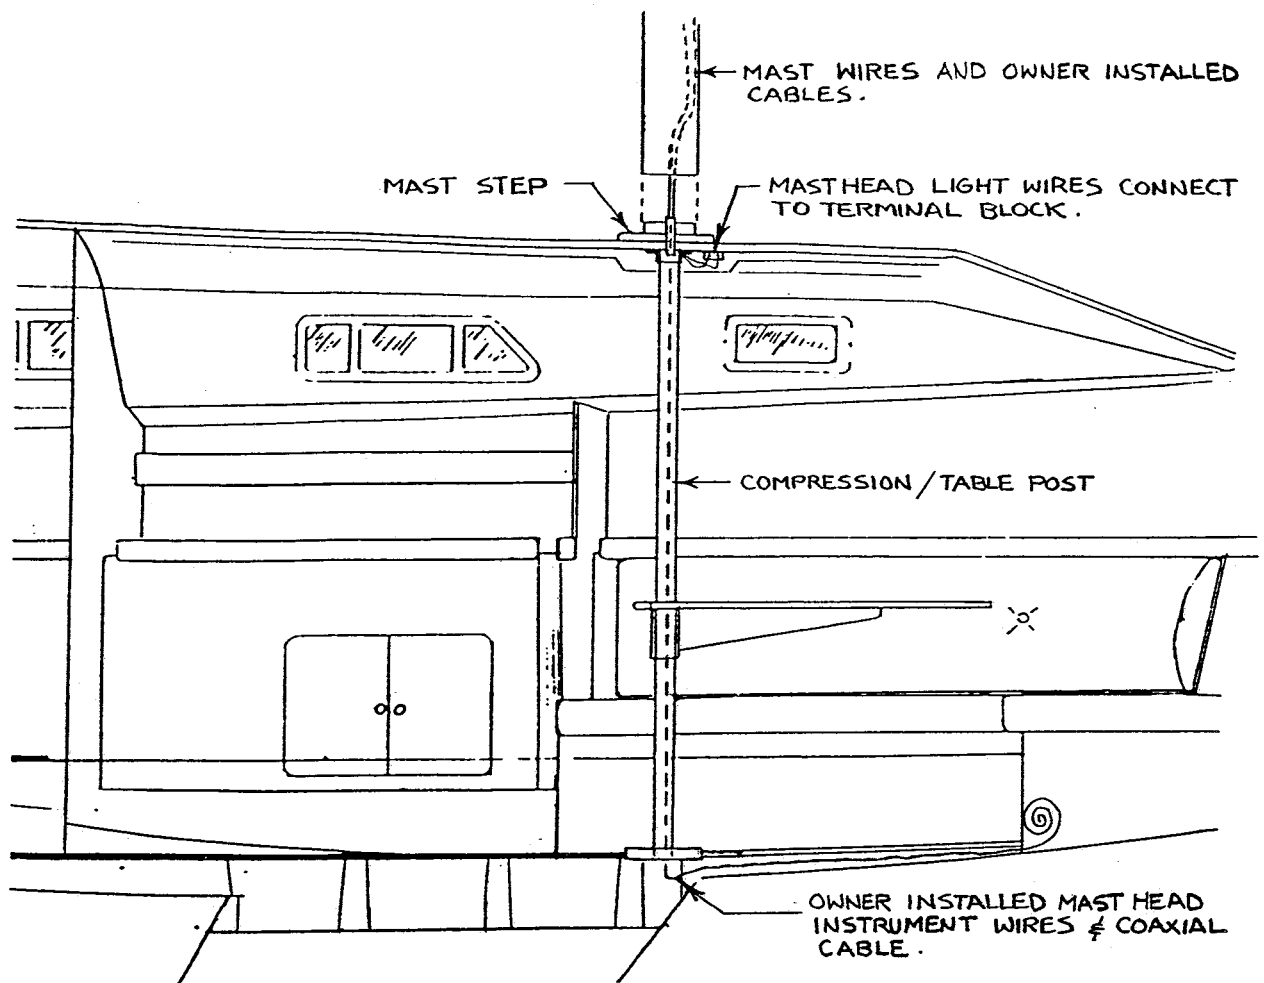 MAST WIRES AND OWNER INSTALLED
CABLES.
MAST STEP
MASTHEAD LIGHT WIRES CONNECT
TO TERMINAL BLOCK.
COMPRESSION/TABLE POST
OWNER INSTALLED MAST HEAD
INSTRUMENT WIRES & COAXIAL
CABLE.